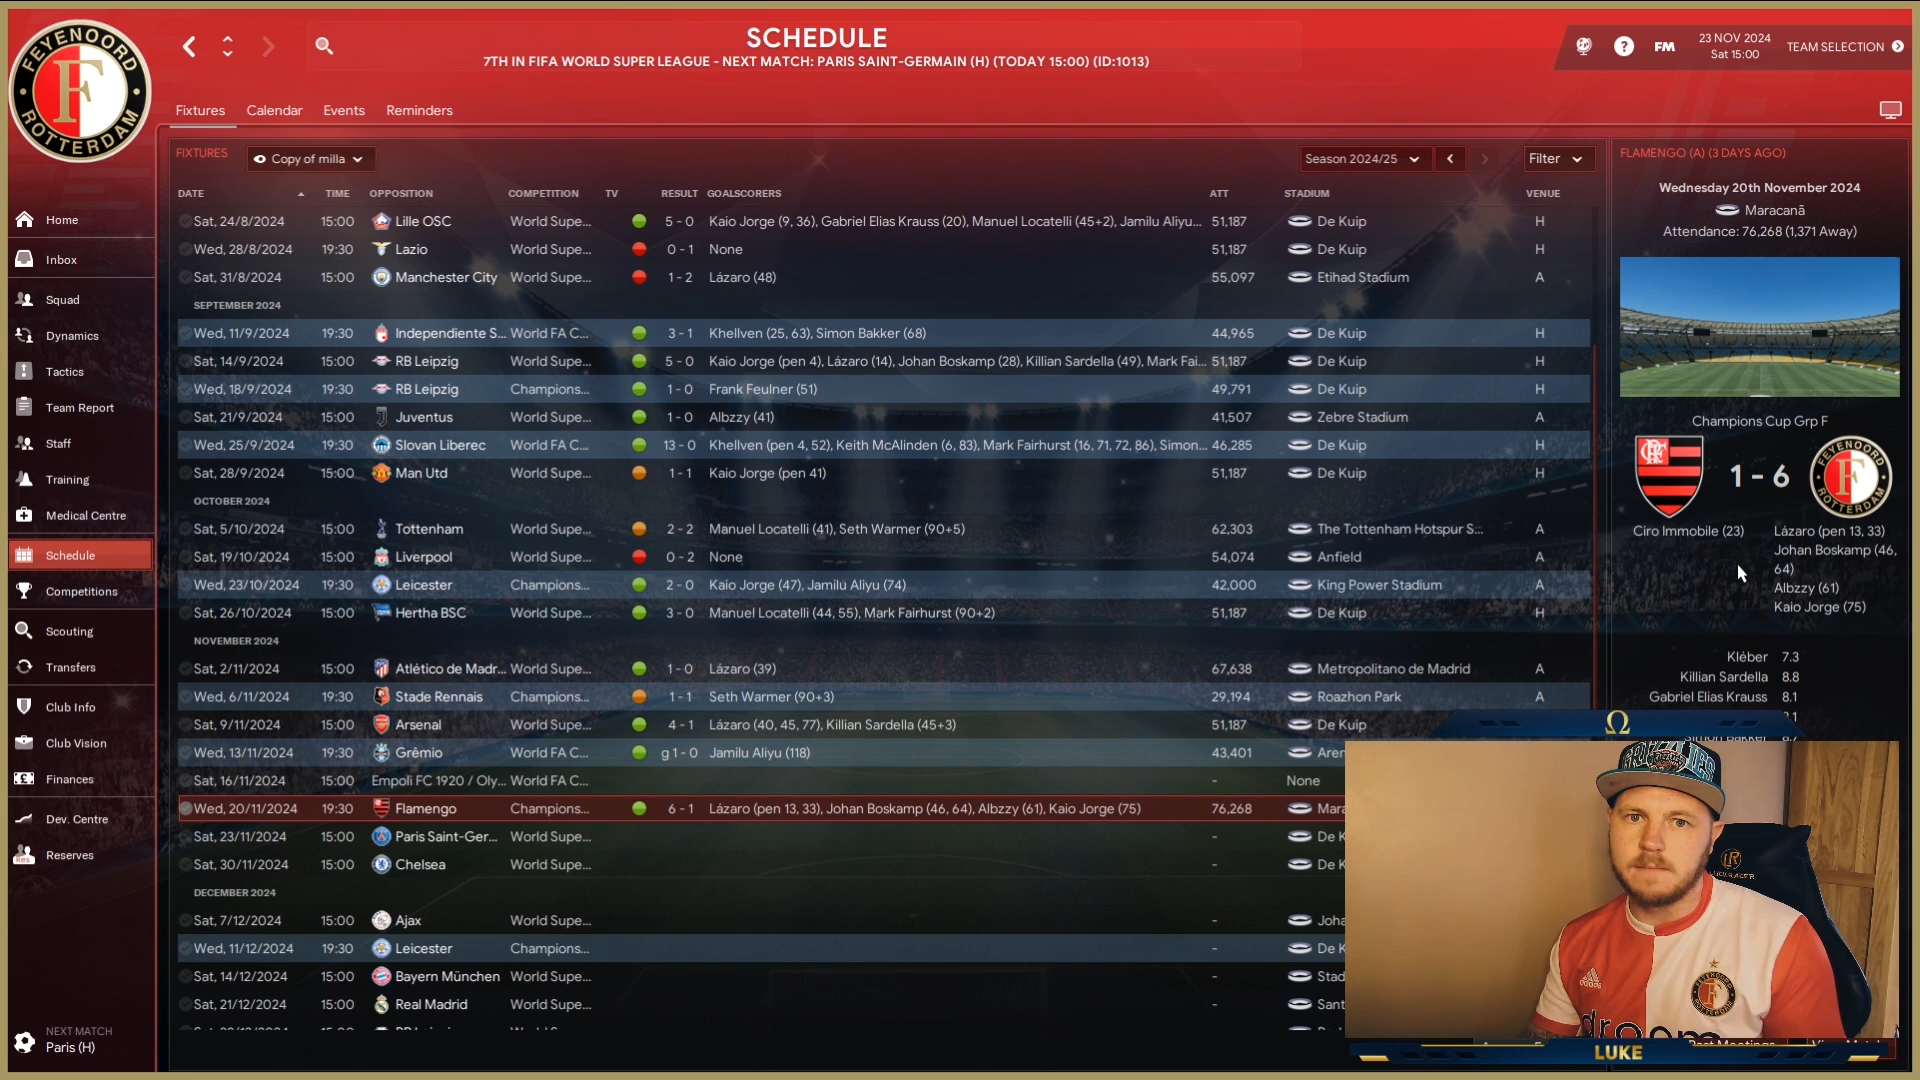 SCHEDULE
7TH IN FIFA WORLD SUPER LEAGUE - NEXT MATCH: PARIS SAINT-GERMAIN (H) (TODAY 15:00) (ID:1013)
FM
23 NOV 2024
Sat 15:00
TEAM SELECTION
FEYENOORD
ROTTERDAM
Fixtures Calendar Events Reminders
FIXTURES
Copy of milla
Season 2024/25
Filter
DATE TIME OPPOSITION COMPETITION TV RESULT GOALSCORERS ATT STADIUM VENUE
Sat, 24/8/2024 15:00 Lille OSC World Supe... 5 - 0 Kaio Jorge (9, 36), Gabriel Elias Krauss (20), Manuel Locatelli (45+2), Jamilu Aliyu... 51,187 De Kuip H
Wed, 28/8/2024 19:30 Lazio World Supe... 0 - 1 None 51,187 De Kuip H
Sat, 31/8/2024 15:00 Manchester City World Supe... 1 - 2 Lázaro (48) 55,097 Etihad Stadium A
SEPTEMBER 2024
Wed, 11/9/2024 19:30 Independiente S... World FA C... 3 - 1 Khellven (25, 63), Simon Bakker (68) 44,965 De Kuip H
Sat, 14/9/2024 15:00 RB Leipzig World Supe... 5 - 0 Kaio Jorge (pen 4), Lázaro (14), Johan Boskamp (28), Killian Sardella (49), Mark Fai... 51,187 De Kuip H
Wed, 18/9/2024 19:30 RB Leipzig Champions... 1 - 0 Frank Feulner (51) 49,791 De Kuip H
Sat, 21/9/2024 15:00 Juventus World Supe... 1 - 0 Albzzy (41) 41,507 Zebre Stadium A
Wed, 25/9/2024 19:30 Slovan Liberec World FA C... 13 - 0 Khellven (pen 4, 52), Keith McAlinden (6, 83), Mark Fairhurst (16, 71, 72, 86), Simon... 46,285 De Kuip H
Sat, 28/9/2024 15:00 Man Utd World Supe... 1 - 1 Kaio Jorge (pen 41) 51,187 De Kuip H
OCTOBER 2024
Sat, 5/10/2024 15:00 Tottenham World Supe... 2 - 2 Manuel Locatelli (41), Seth Warmer (90+5) 62,303 The Tottenham Hotspur S... A
Sat, 19/10/2024 15:00 Liverpool World Supe... 0 - 2 None 54,074 Anfield A
Wed, 23/10/2024 19:30 Leicester Champions... 2 - 0 Kaio Jorge (47), Jamilu Aliyu (74) 42,000 King Power Stadium A
Sat, 26/10/2024 15:00 Hertha BSC World Supe... 3 - 0 Manuel Locatelli (44, 55), Mark Fairhurst (90+2) 51,187 De Kuip H
NOVEMBER 2024
Sat, 2/11/2024 15:00 Atlético de Madr... World Supe... 1 - 0 Lázaro (39) 67,638 Metropolitano de Madrid A
Wed, 6/11/2024 19:30 Stade Rennais Champions... 1 - 1 Seth Warmer (90+3) 29,194 Roazhon Park A
Sat, 9/11/2024 15:00 Arsenal World Supe... 4 - 1 Lázaro (40, 45, 77), Killian Sardella (45+3) 51,187 De Kuip
Wed, 13/11/2024 19:30 Grêmio World FA C... g 1 - 0 Jamilu Aliyu (118) 43,401 Aren
Sat, 16/11/2024 15:00 Empoli FC 1920 / Oly... World FA C... - None
Wed, 20/11/2024 19:30 Flamengo Champions... 6 - 1 Lázaro (pen 13, 33), Johan Boskamp (46, 64), Albzzy (61), Kaio Jorge (75) 76,268 Mara
Sat, 23/11/2024 15:00 Paris Saint-Ger... World Supe... - De K
Sat, 30/11/2024 15:00 Chelsea World Supe... - De K
DECEMBER 2024
Sat, 7/12/2024 15:00 Ajax World Supe... - Joha
Wed, 11/12/2024 19:30 Leicester Champions... - De K
Sat, 14/12/2024 15:00 Bayern München World Supe... - Stad
Sat, 21/12/2024 15:00 Real Madrid World Supe... - Sant
Home
Inbox
Squad
Dynamics
Tactics
Team Report
Staff
Training
Medical Centre
Schedule
Competitions
Scouting
Transfers
Club Info
Club Vision
Finances
Dev. Centre
Reserves
NEXT MATCH
Paris (H)
FLAMENGO (A) (3 DAYS AGO)
Wednesday 20th November 2024
Maracanã
Attendance: 76,268 (1,371 Away)
Champions Cup Grp F
1 - 6
Ciro Immobile (23)
Lázaro (pen 13, 33)
Johan Boskamp (46,
64)
Albzzy (61)
Kaio Jorge (75)
Kléber 7.3
Killian Sardella 8.8
Gabriel Elias Krauss 8.1
Ω
adidas
LUKE